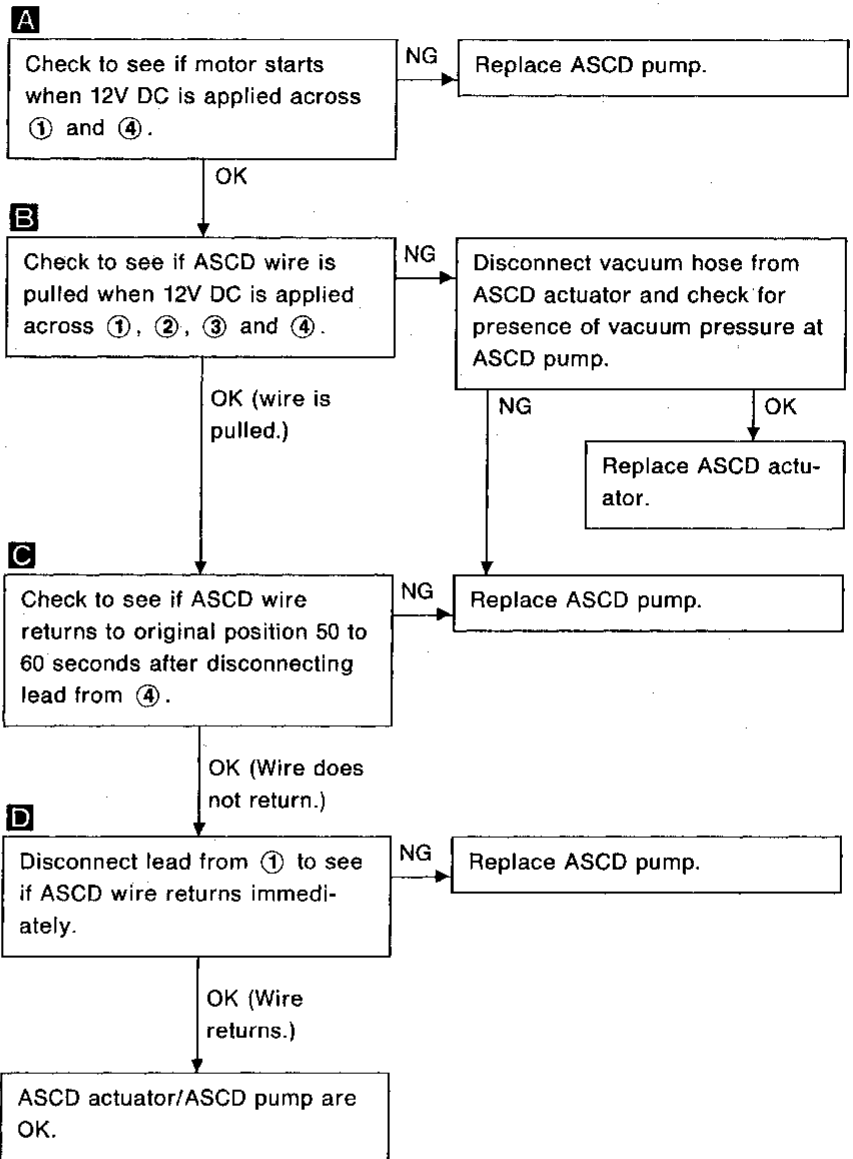 A
Check to see if motor starts
when 12V DC is applied across
① and ④.
NG
Replace ASCD pump.
OK
B
Check to see if ASCD wire is
pulled when 12V DC is applied
across ①, ②, ③ and ④.
NG
Disconnect vacuum hose from
ASCD actuator and check for
presence of vacuum pressure at
ASCD pump.
OK (wire is
pulled.)
NG
OK
Replace ASCD actu-
ator.
C
Check to see if ASCD wire
returns to original position 50 to
60 seconds after disconnecting
lead from ④.
NG
Replace ASCD pump.
OK (Wire does
not return.)
D
Disconnect lead from ① to see
if ASCD wire returns immedi-
ately.
NG
Replace ASCD pump.
OK (Wire
returns.)
ASCD actuator/ASCD pump are
OK.